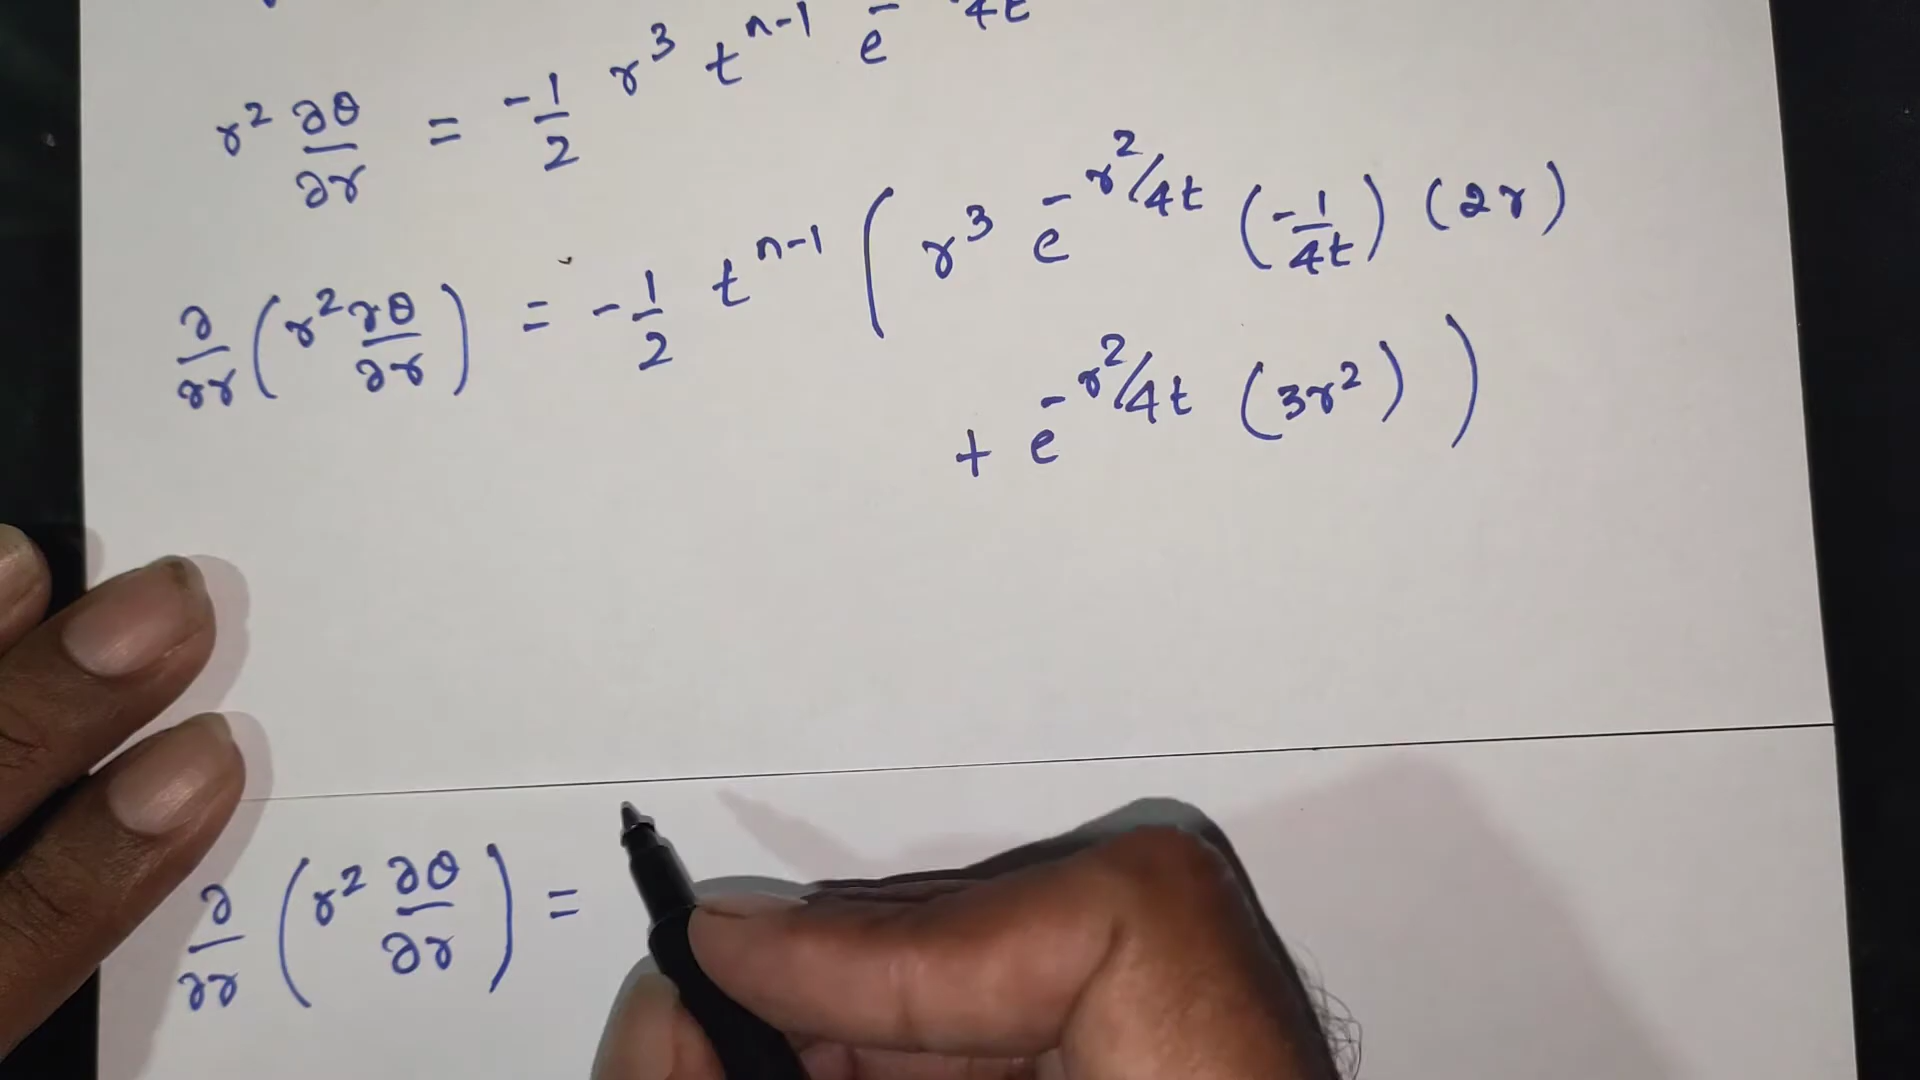 r² ∂θ/∂r = -1/2 r³ t^(n-1) e^- 4t
∂/∂r (r² ∂θ/∂r) = -1/2 t^(n-1) ( r³ e^(-r²/4t) (-1/4t) (2r)
+ e^(-r²/4t) (3r²) )
∂/∂r (r² ∂θ/∂r) =